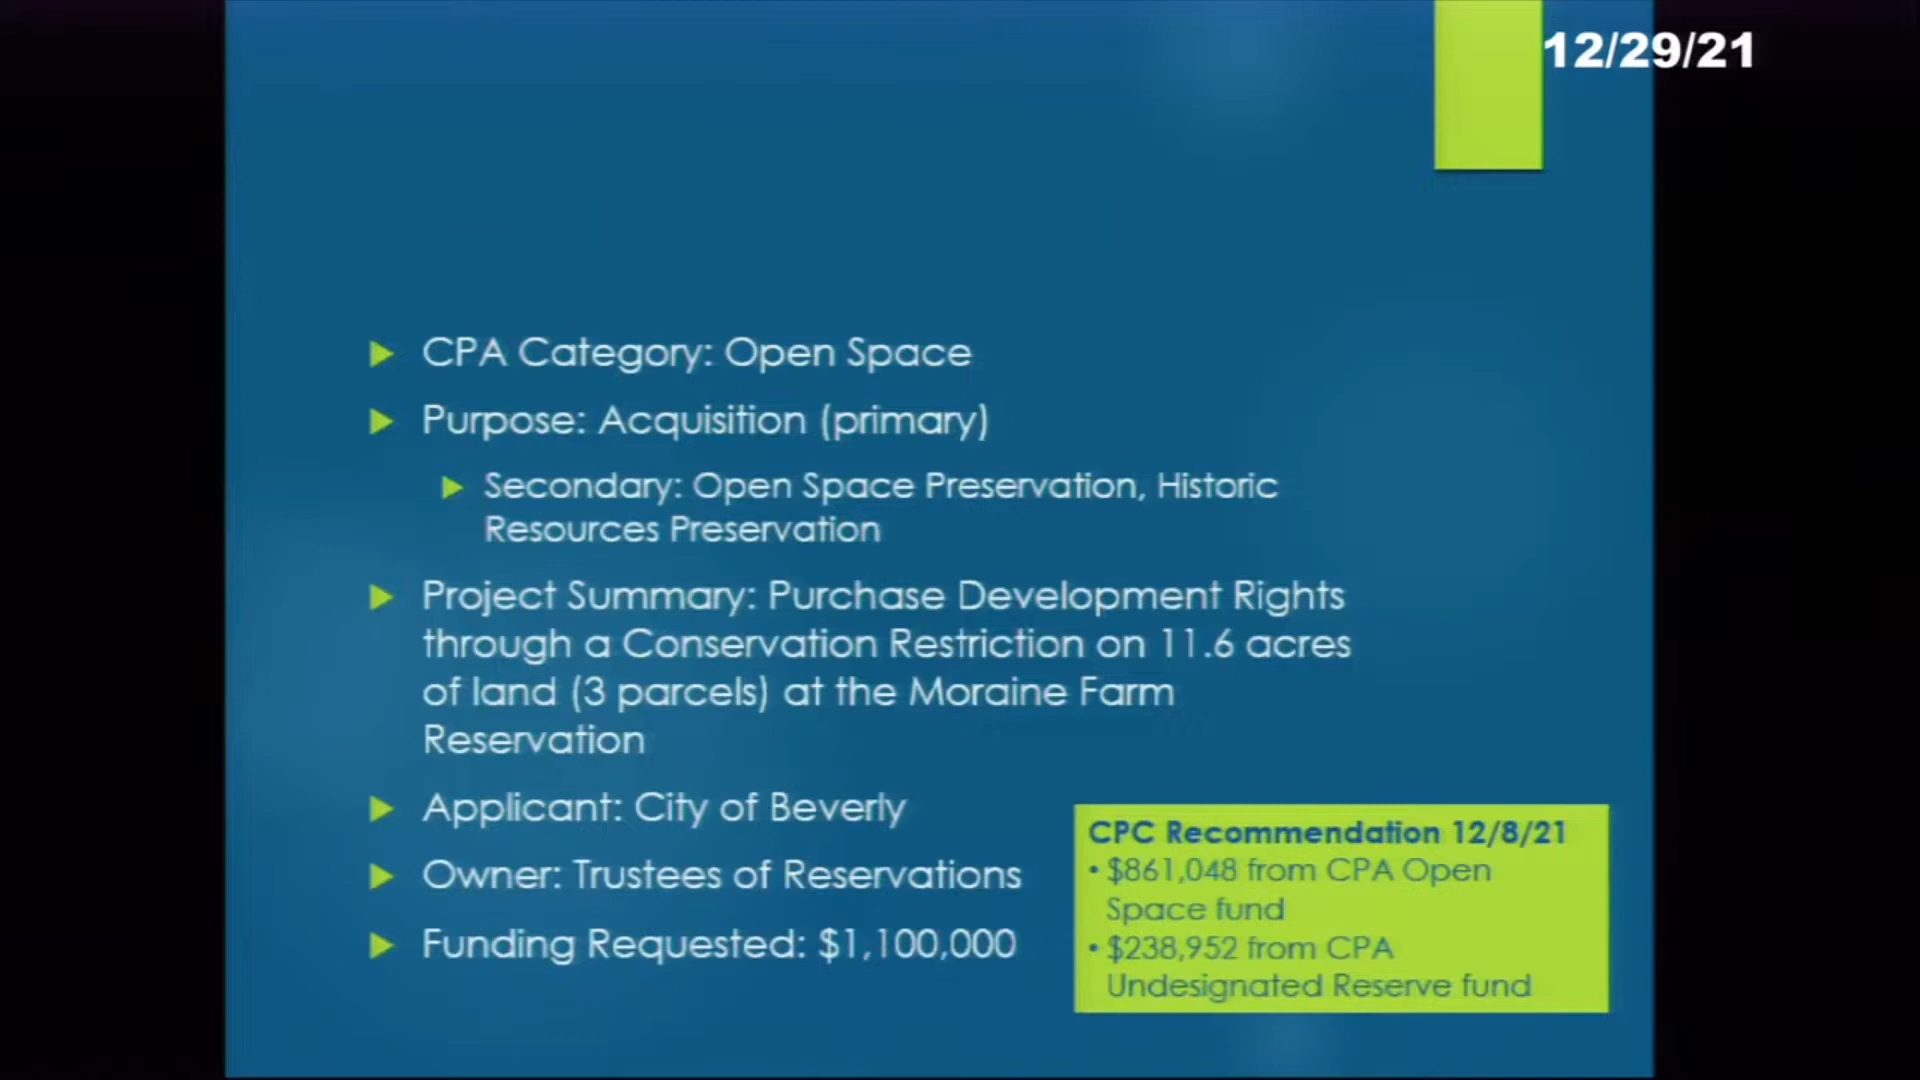 12/29/21
CPA Category: Open Space
Purpose: Acquisition (primary)
Secondary: Open Space Preservation, Historic
Resources Preservation
Project Summary: Purchase Development Rights
through a Conservation Restriction on 11.6 acres
of land (3 parcels) at the Moraine Farm
Reservation
Applicant: City of Beverly
Owner: Trustees of Reservations
Funding Requested: $1,100,000
CPC Recommendation 12/8/21
• $861,048 from CPA Open
Space fund
• $238,952 from CPA
Undesignated Reserve fund